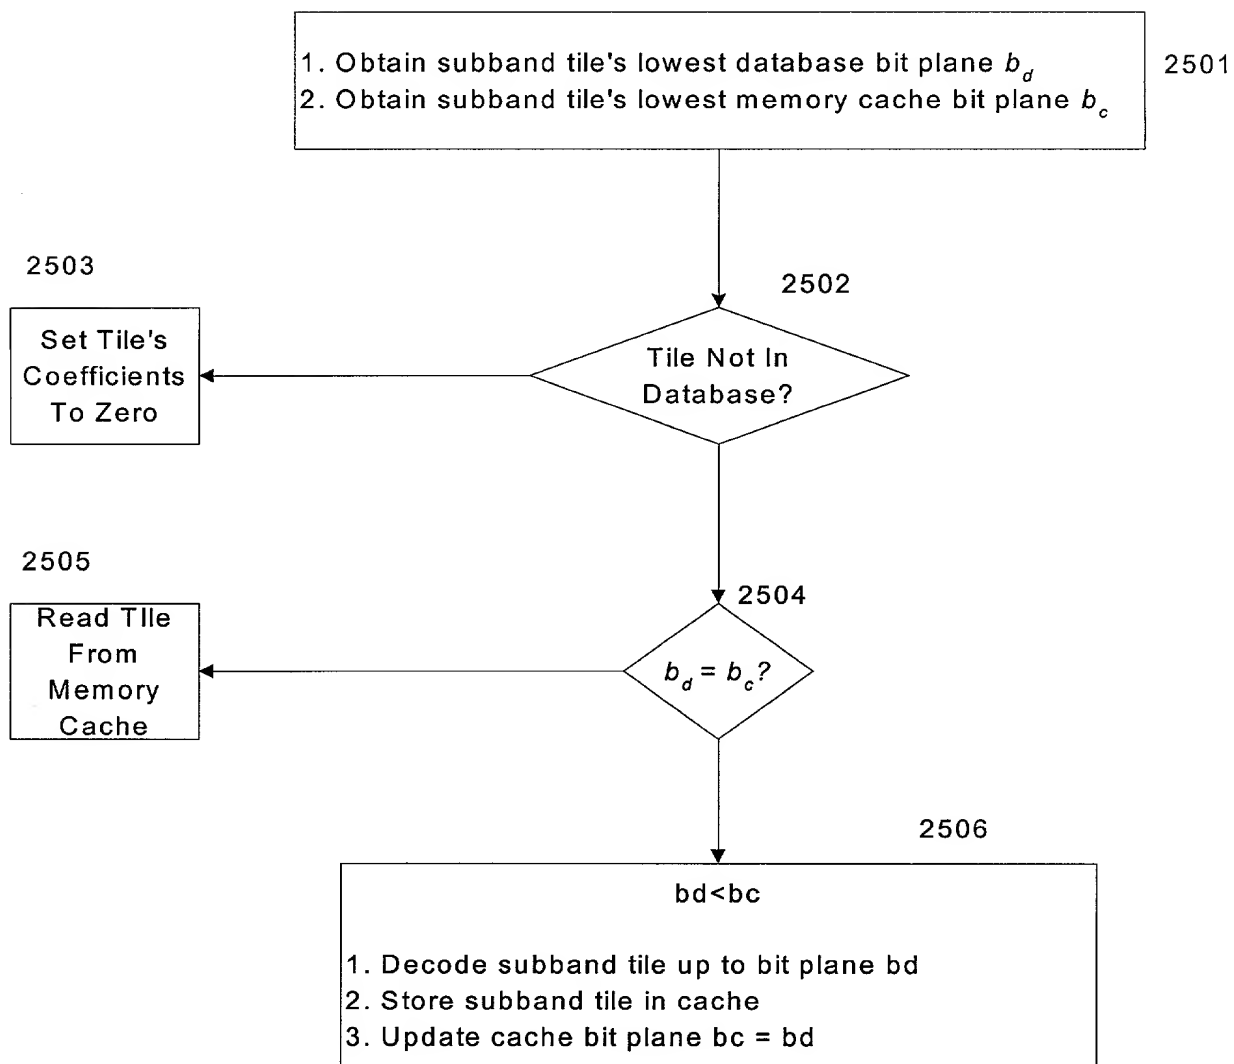 1. Obtain subband tile's lowest database bit plane b_d
2. Obtain subband tile's lowest memory cache bit plane b_c
2501
2503
2502
Set Tile's
Coefficients
To Zero
Tile Not In
Database?
2505
2504
Read TIle
From
Memory
Cache
b_d = b_c?
2506
bd<bc
1. Decode subband tile up to bit plane bd
2. Store subband tile in cache
3. Update cache bit plane bc = bd